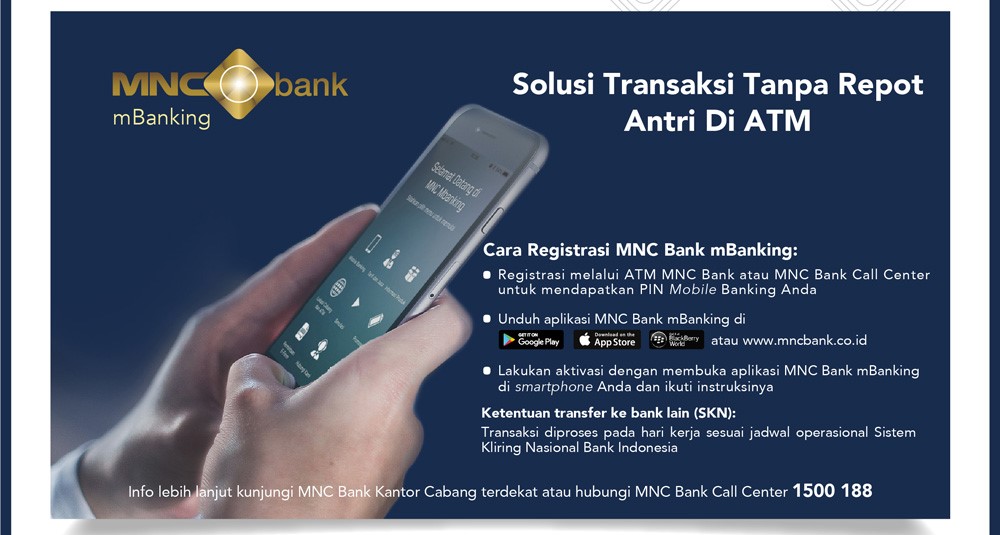 MNC bank
mBanking
Solusi Transaksi Tanpa Repot
Antri Di ATM
Selamat Datang di
MNC Mbanking
Cara Registrasi MNC Bank mBanking:
Registrasi melalui ATM MNC Bank atau MNC Bank Call Center
untuk mendapatkan PIN Mobile Banking Anda
Unduh aplikasi MNC Bank mBanking di
GET IT ON
Google Play
Download on the
App Store
BlackBerry
World
atau www.mncbank.co.id
Lakukan aktivasi dengan membuka aplikasi MNC Bank mBanking
di smartphone Anda dan ikuti instruksinya
Ketentuan transfer ke bank lain (SKN):
Transaksi diproses pada hari kerja sesuai jadwal operasional Sistem
Kliring Nasional Bank Indonesia
Info lebih lanjut kunjungi MNC Bank Kantor Cabang terdekat atau hubungi MNC Bank Call Center 1500 188